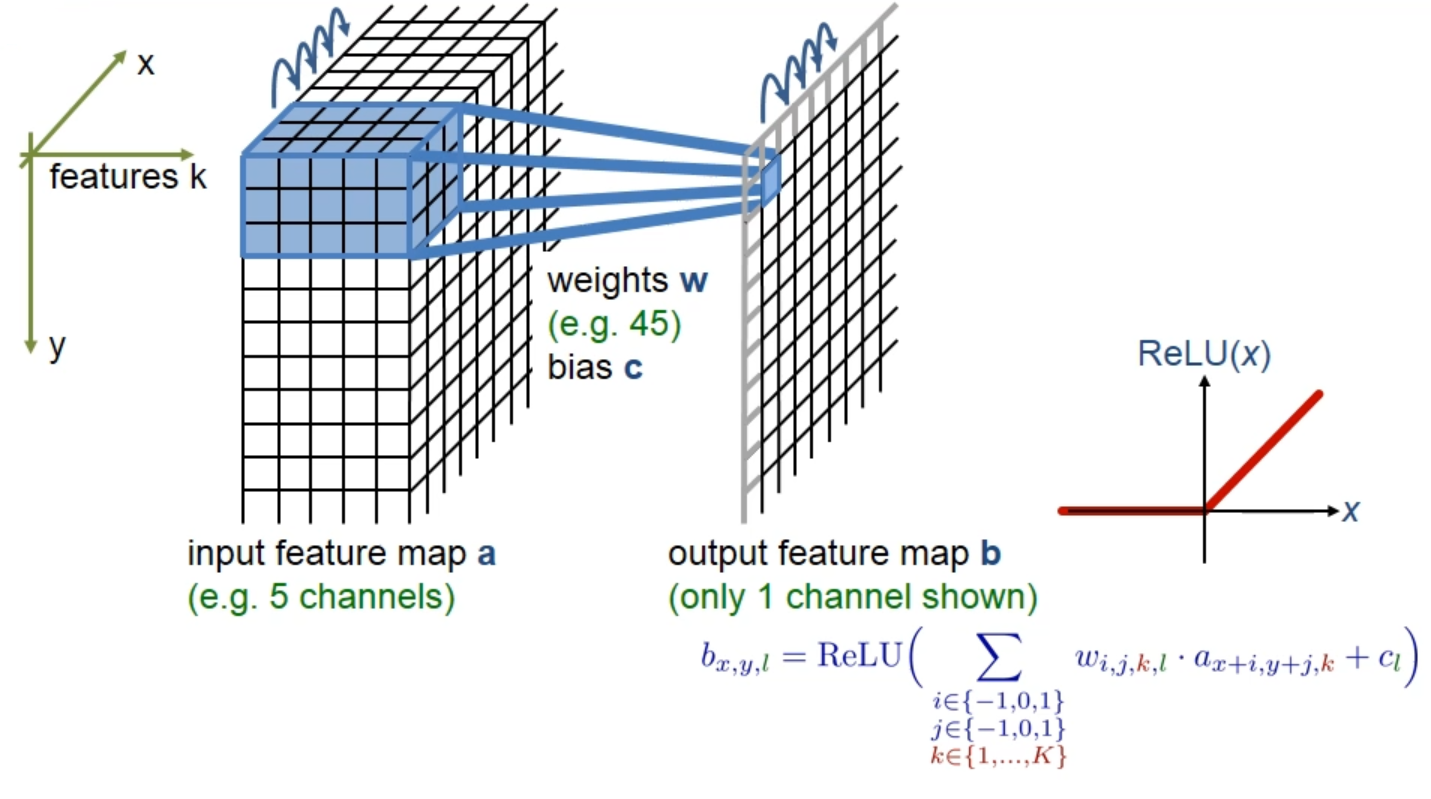 x
features k
y
weights w
(e.g. 45)
bias c
input feature map a
(e.g. 5 channels)
output feature map b
(only 1 channel shown)
ReLU(x)
x
b_{x,y,l} = ReLU( ∑ w_{i,j,k,l} · a_{x+i,y+j,k} + c_l )
i∈{−1,0,1}
j∈{−1,0,1}
k∈{1,...,K}